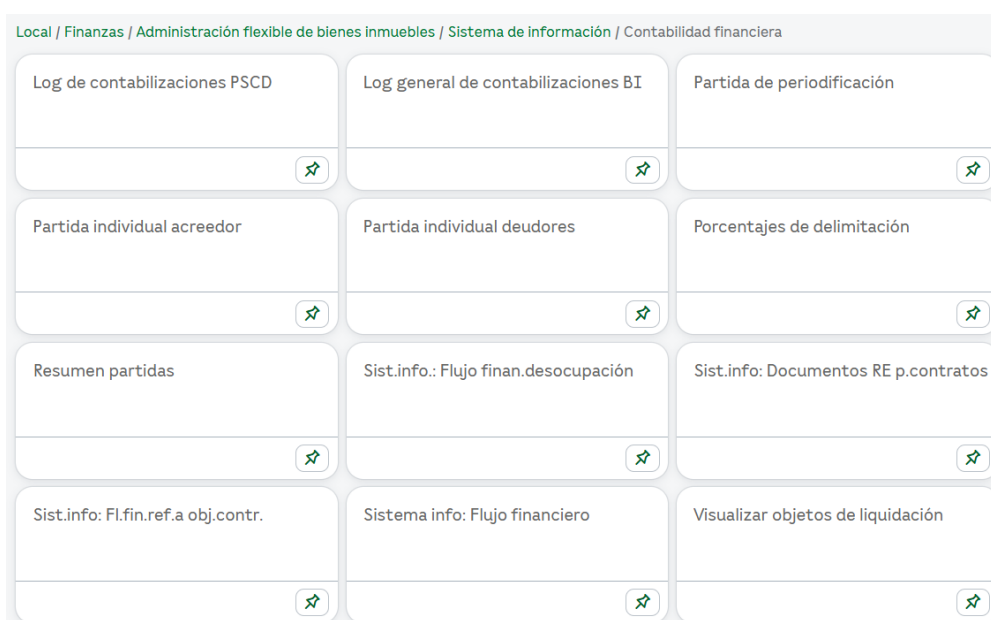 Local / Finanzas / Administración flexible de bienes inmuebles / Sistema de información / Contabilidad financiera
Log de contabilizaciones PSCD
Log general de contabilizaciones BI
Partida de periodificación
Partida individual acreedor
Partida individual deudores
Porcentajes de delimitación
Resumen partidas
Sist.info.: Flujo finan.desocupación
Sist.info: Documentos RE p.contratos
Sist.info: Fl.fin.ref.a obj.contr.
Sistema info: Flujo financiero
Visualizar objetos de liquidación